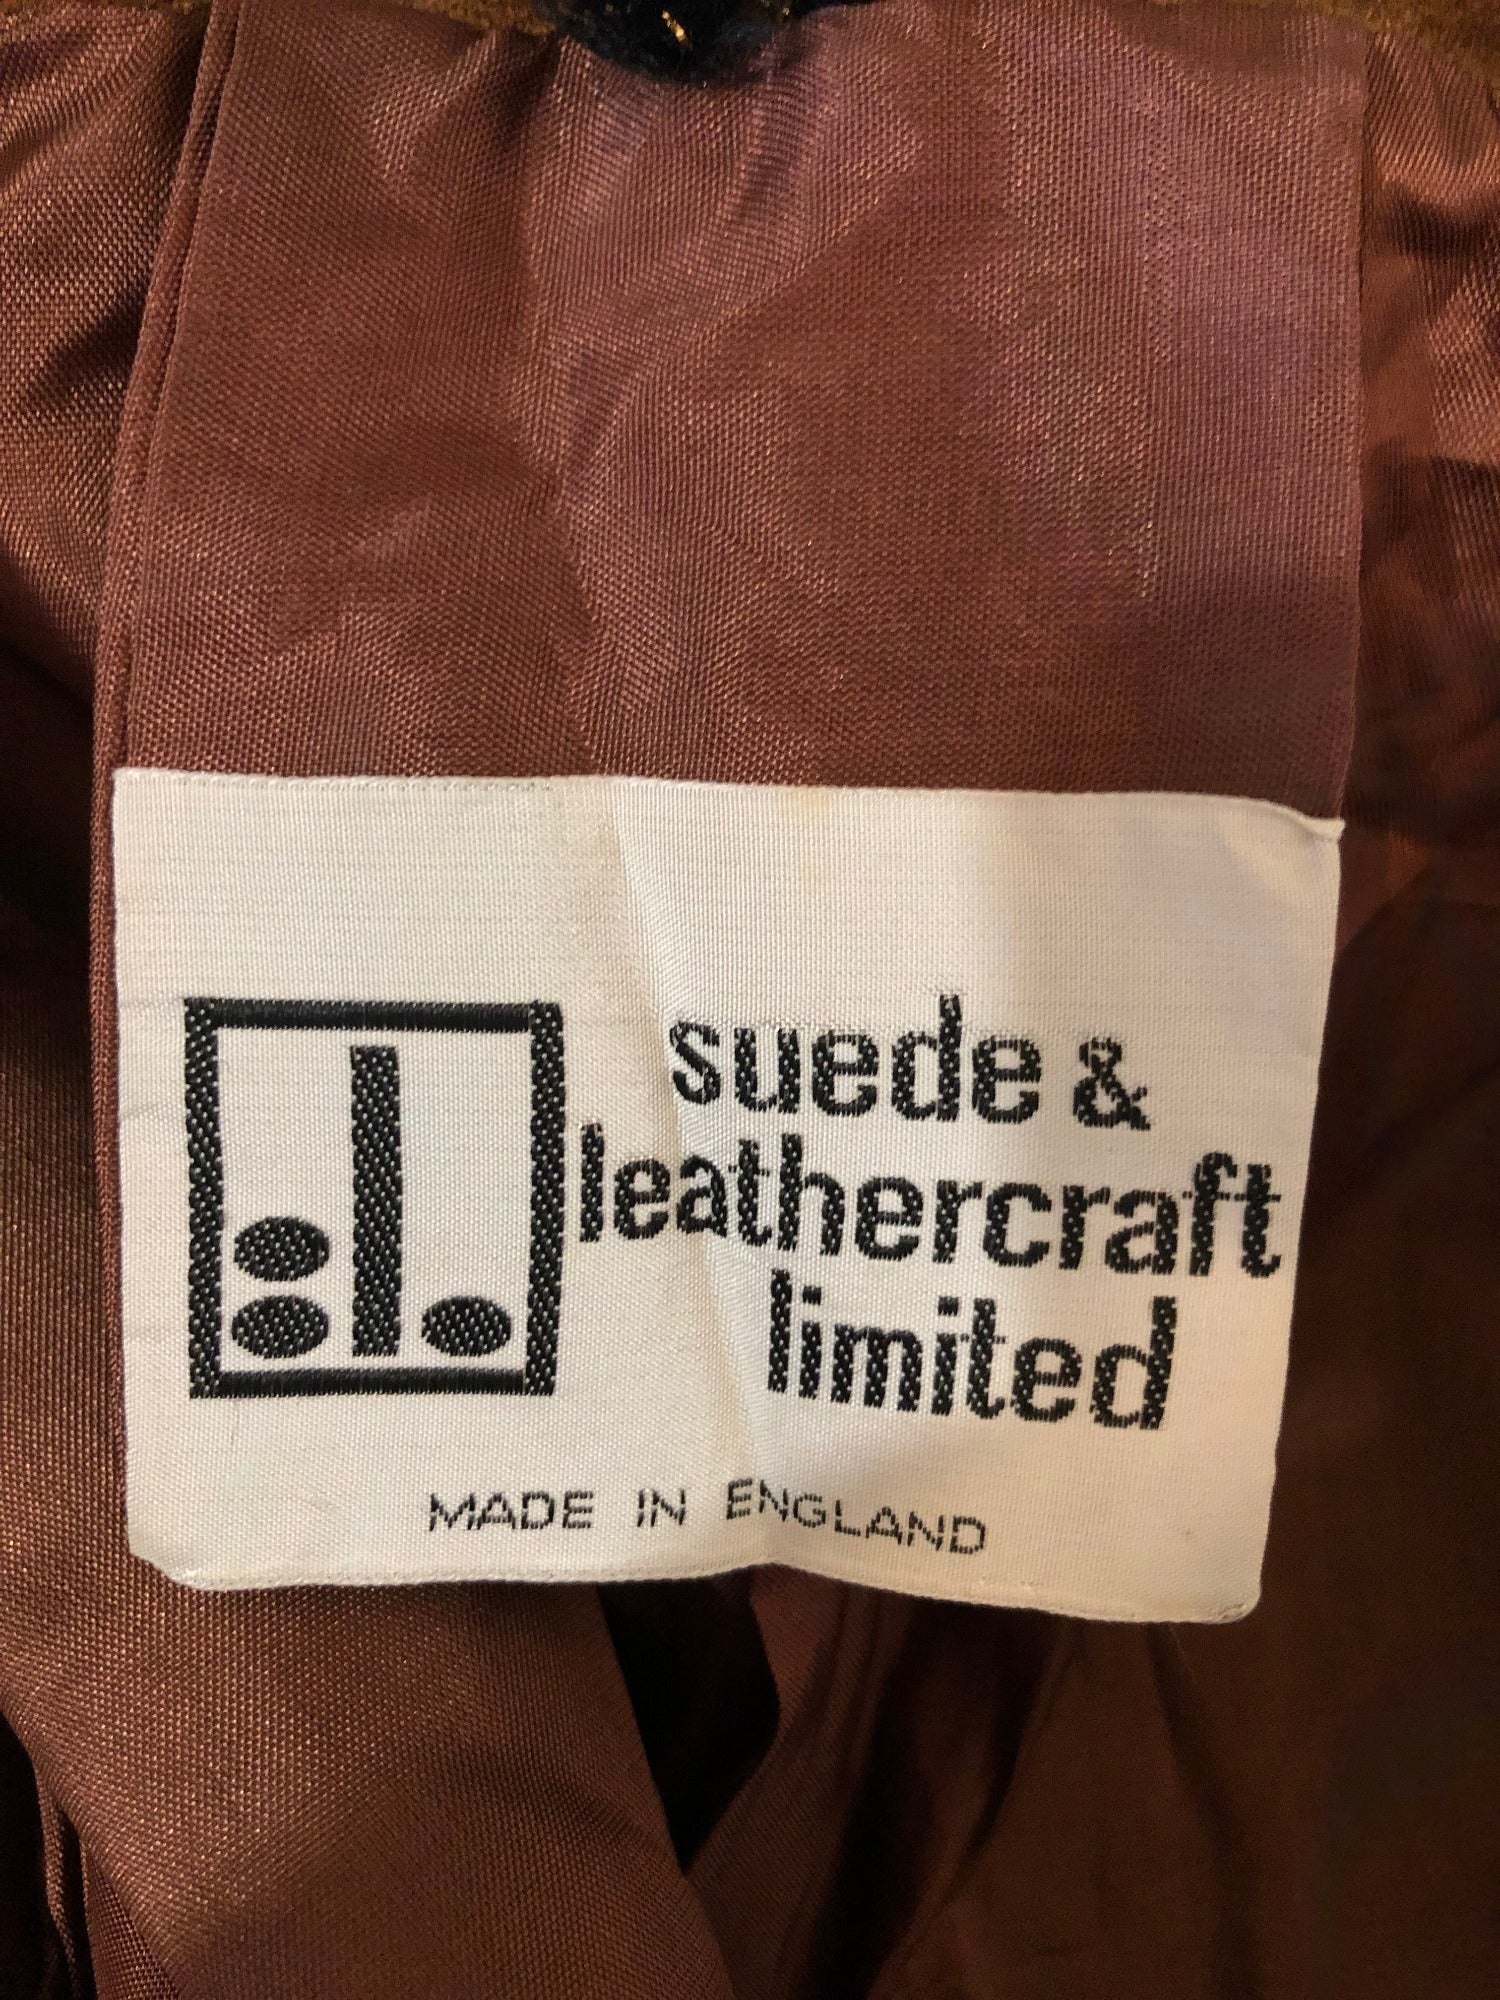 suede &
leathercraft
limited
MADE IN ENGLAND